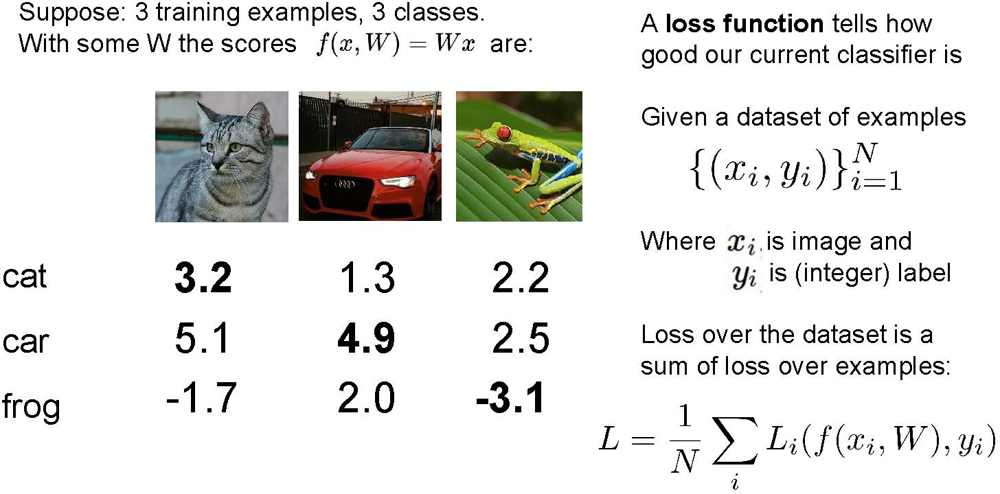 Suppose: 3 training examples, 3 classes.
With some W the scores f(x, W) = Wx are:
cat 3.2 1.3 2.2
car 5.1 4.9 2.5
frog -1.7 2.0 -3.1
A loss function tells how
good our current classifier is
Given a dataset of examples
{(x_i, y_i)}_{i=1}^N
Where x_i is image and
y_i is (integer) label
Loss over the dataset is a
sum of loss over examples:
L = \frac{1}{N} \sum_i L_i(f(x_i, W), y_i)